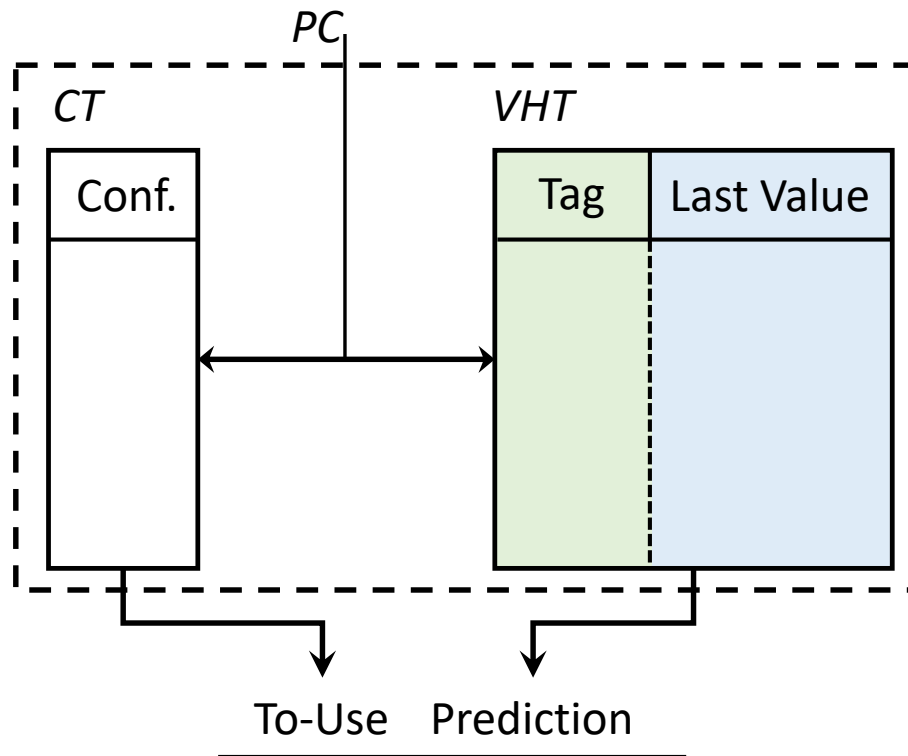 PC
CT
VHT
Conf.
Tag
Last Value
To-Use
Prediction